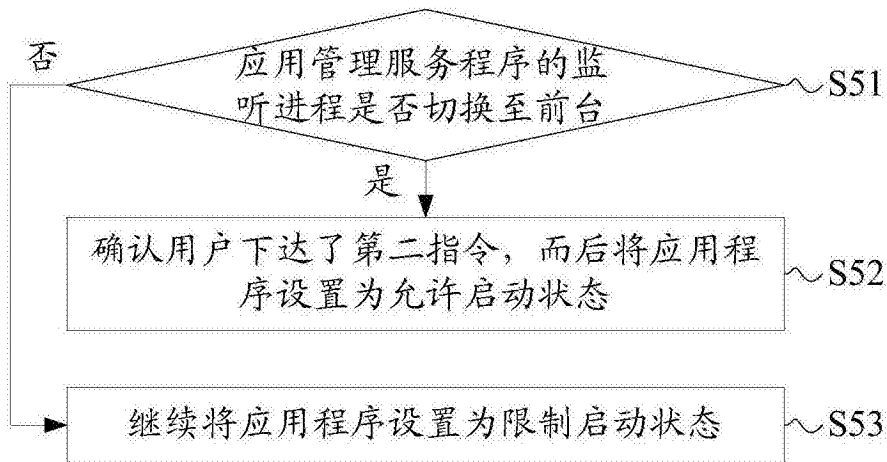 否
应用管理服务程序的监
听进程是否切换至前台
S51
是
确认用户下达了第二指令，而后将应用程
序设置为允许启动状态
S52
继续将应用程序设置为限制启动状态
S53